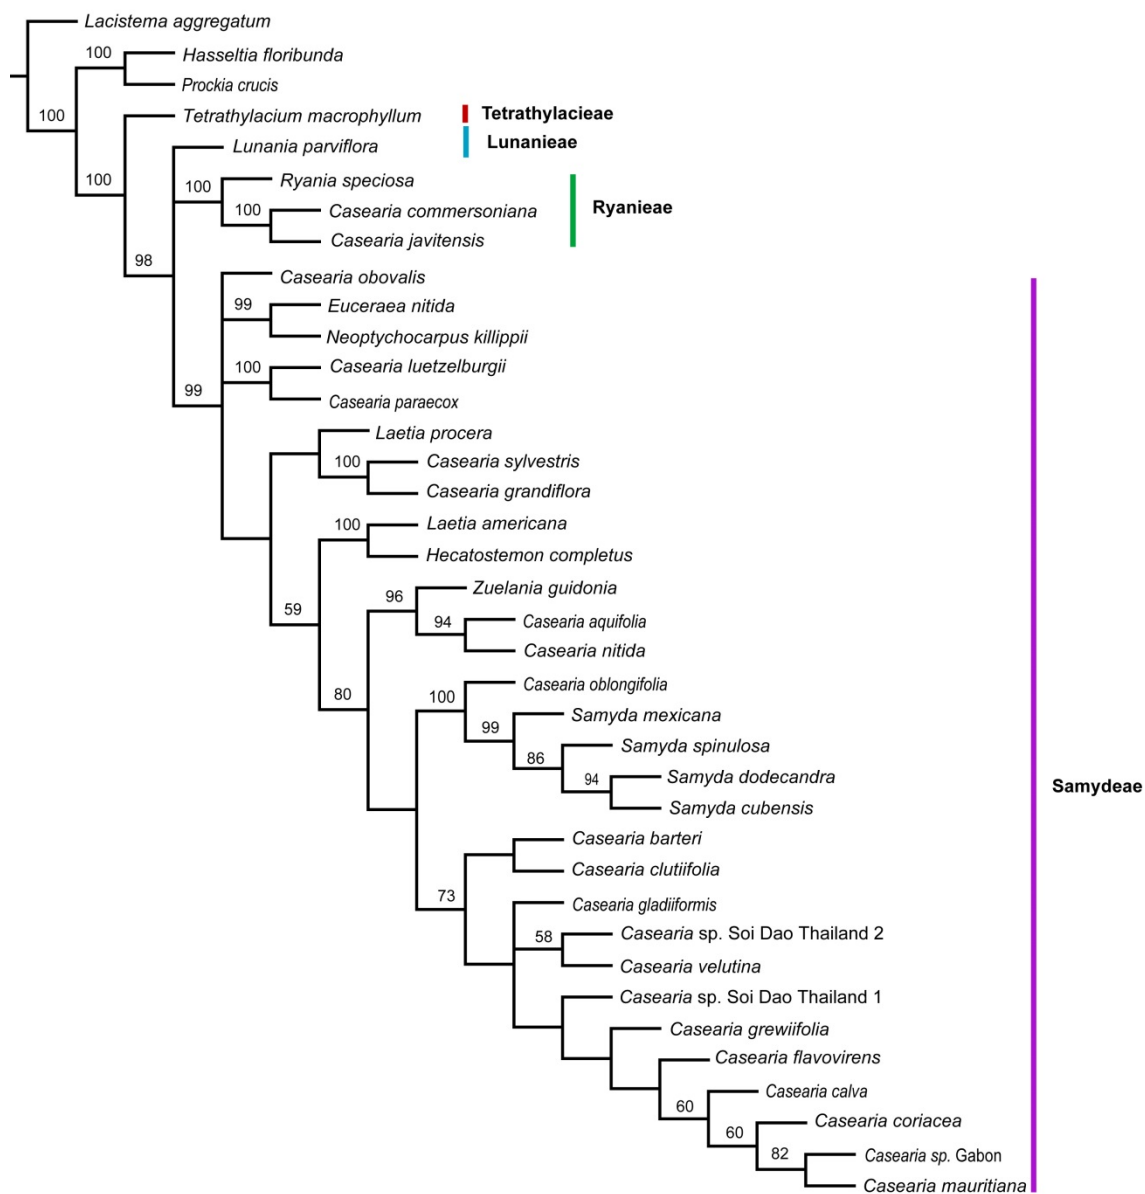 Lacistema aggregatum
100
Hasseltia floribunda
Prockia crucis
100
Tetrathylacium macrophyllum
Tetrathylacieae
Lunania parviflora
Lunanieae
100
100
Ryania speciosa
100
Casearia commersoniana
Ryanieae
Casearia javitensis
98
Casearia obovalis
99
Euceraea nitida
Neoptychocarpus killippii
100
Casearia luetzelburgii
99
Casearia paraecox
Laetia procera
100
Casearia sylvestris
Casearia grandiflora
100
Laetia americana
Hecatostemon completus
Zuelania guidonia
96
59
94
Casearia aquifolia
Casearia nitida
Casearia oblongifolia
80
100
Samyda mexicana
99
Samyda spinulosa
86
94
Samyda dodecandra
Samydeae
Samyda cubensis
Casearia barteri
Casearia clutiifolia
73
Casearia gladiiformis
58
Casearia sp. Soi Dao Thailand 2
Casearia velutina
Casearia sp. Soi Dao Thailand 1
Casearia grewiifolia
Casearia flavovirens
60
Casearia calva
60
Casearia coriacea
82
Casearia sp. Gabon
Casearia mauritiana